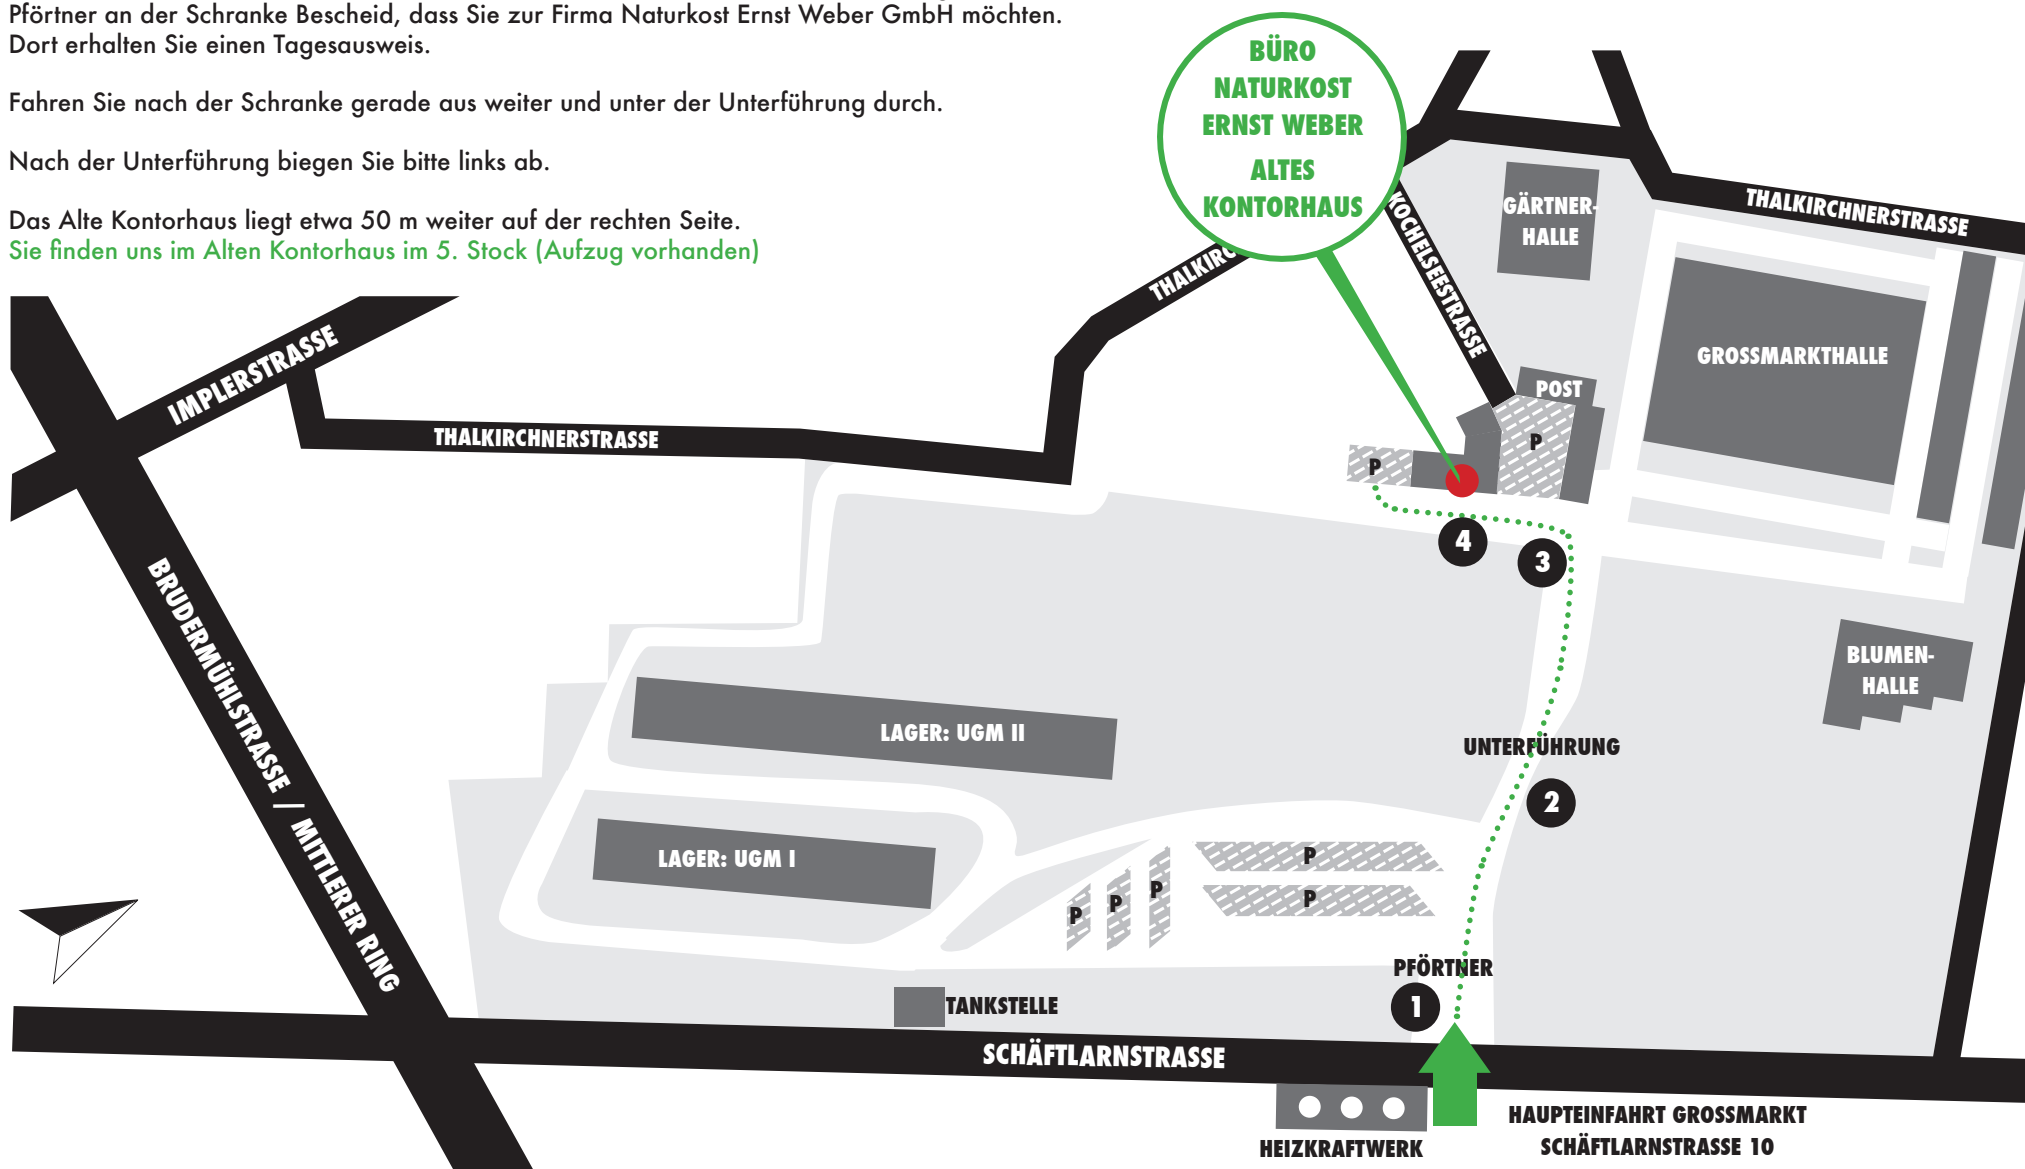 Pförtner an der Schranke Bescheid, dass Sie zur Firma Naturkost Ernst Weber GmbH möchten.
Dort erhalten Sie einen Tagesausweis.
Fahren Sie nach der Schranke gerade aus weiter und unter der Unterführung durch.
Nach der Unterführung biegen Sie bitte links ab.
Das Alte Kontorhaus liegt etwa 50 m weiter auf der rechten Seite.
Sie finden uns im Alten Kontorhaus im 5. Stock (Aufzug vorhanden)
BÜRO
NATURKOST
ERNST WEBER
ALTES
KONTORHAUS
GÄRTNER-
HALLE
THALKIRCHNERSTRASSE
KOCHELSEESTRASSE
THALKIRC
GROSSMARKTHALLE
IMPLERSTRASSE
POST
THALKIRCHNERSTRASSE
P
P
4
3
BRUDERMÜHLSTRASSE / MITTLERER RING
BLUMEN-
HALLE
LAGER: UGM II
UNTERFÜHRUNG
2
LAGER: UGM I
P
P
P
P
P
PFÖRTNER
1
TANKSTELLE
SCHÄFTLARNSTRASSE
HAUPTEINFAHRT GROSSMARKT
SCHÄFTLARNSTRASSE 10
HEIZKRAFTWERK